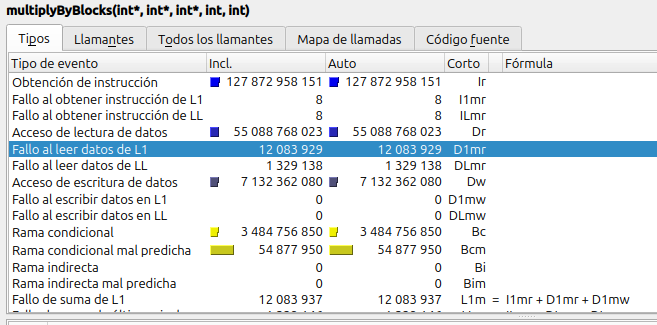 multiplyByBlocks(int*, int*, int*, int, int)
Tipos Llamantes Todos los llamantes Mapa de llamadas Código fuente
Tipo de evento Incl. Auto Corto Fórmula
Obtención de instrucción 127 872 958 151 127 872 958 151 Ir
Fallo al obtener instrucción de L1 8 8 I1mr
Fallo al obtener instrucción de LL 8 8 ILmr
Acceso de lectura de datos 55 088 768 023 55 088 768 023 Dr
Fallo al leer datos de L1 12 083 929 12 083 929 D1mr
Fallo al leer datos de LL 1 329 138 1 329 138 DLmr
Acceso de escritura de datos 7 132 362 080 7 132 362 080 Dw
Fallo al escribir datos en L1 0 0 D1mw
Fallo al escribir datos en LL 0 0 DLmw
Rama condicional 3 484 756 850 3 484 756 850 Bc
Rama condicional mal predicha 54 877 950 54 877 950 Bcm
Rama indirecta 0 0 Bi
Rama indirecta mal predicha 0 0 Bim
Fallo de suma de L1 12 083 937 12 083 937 L1m = I1mr + D1mr + D1mw